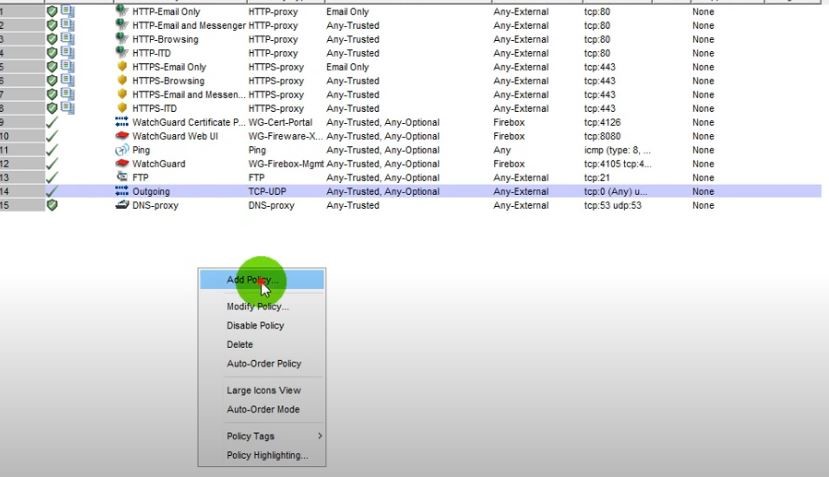 1 HTTP-Email Only HTTP-proxy Email Only Any-External tcp:80 None
2 HTTP-Email and Messenger HTTP-proxy Any-Trusted Any-External tcp:80 None
3 HTTP-Browsing HTTP-proxy Any-Trusted Any-External tcp:80 None
4 HTTP-ITD HTTP-proxy Any-Trusted Any-External tcp:80 None
5 HTTPS-Email Only HTTPS-proxy Email Only Any-External tcp:443 None
6 HTTPS-Browsing HTTPS-proxy Any-Trusted Any-External tcp:443 None
7 HTTPS-Email and Messen... HTTPS-proxy Any-Trusted Any-External tcp:443 None
8 HTTPS-ITD HTTPS-proxy Any-Trusted Any-External tcp:443 None
9 WatchGuard Certificate P... WG-Cert-Portal Any-Trusted, Any-Optional Firebox tcp:4126 None
10 WatchGuard Web UI WG-Fireware-X... Any-Trusted, Any-Optional Firebox tcp:8080 None
11 Ping Ping Any-Trusted, Any-Optional Any icmp (type: 8, ... None
12 WatchGuard WG-Firebox-Mgmt Any-Trusted, Any-Optional Firebox tcp:4105 tcp:4... None
13 FTP FTP Any-Trusted, Any-Optional Any-External tcp:21 None
14 Outgoing TCP-UDP Any-Trusted, Any-Optional Any-External tcp:0 (Any) u... None
15 DNS-proxy DNS-proxy Any-Trusted Any-External tcp:53 udp:53 None
Add Policy...
Modify Policy...
Disable Policy
Delete
Auto-Order Policy
Large Icons View
Auto-Order Mode
Policy Tags
Policy Highlighting...